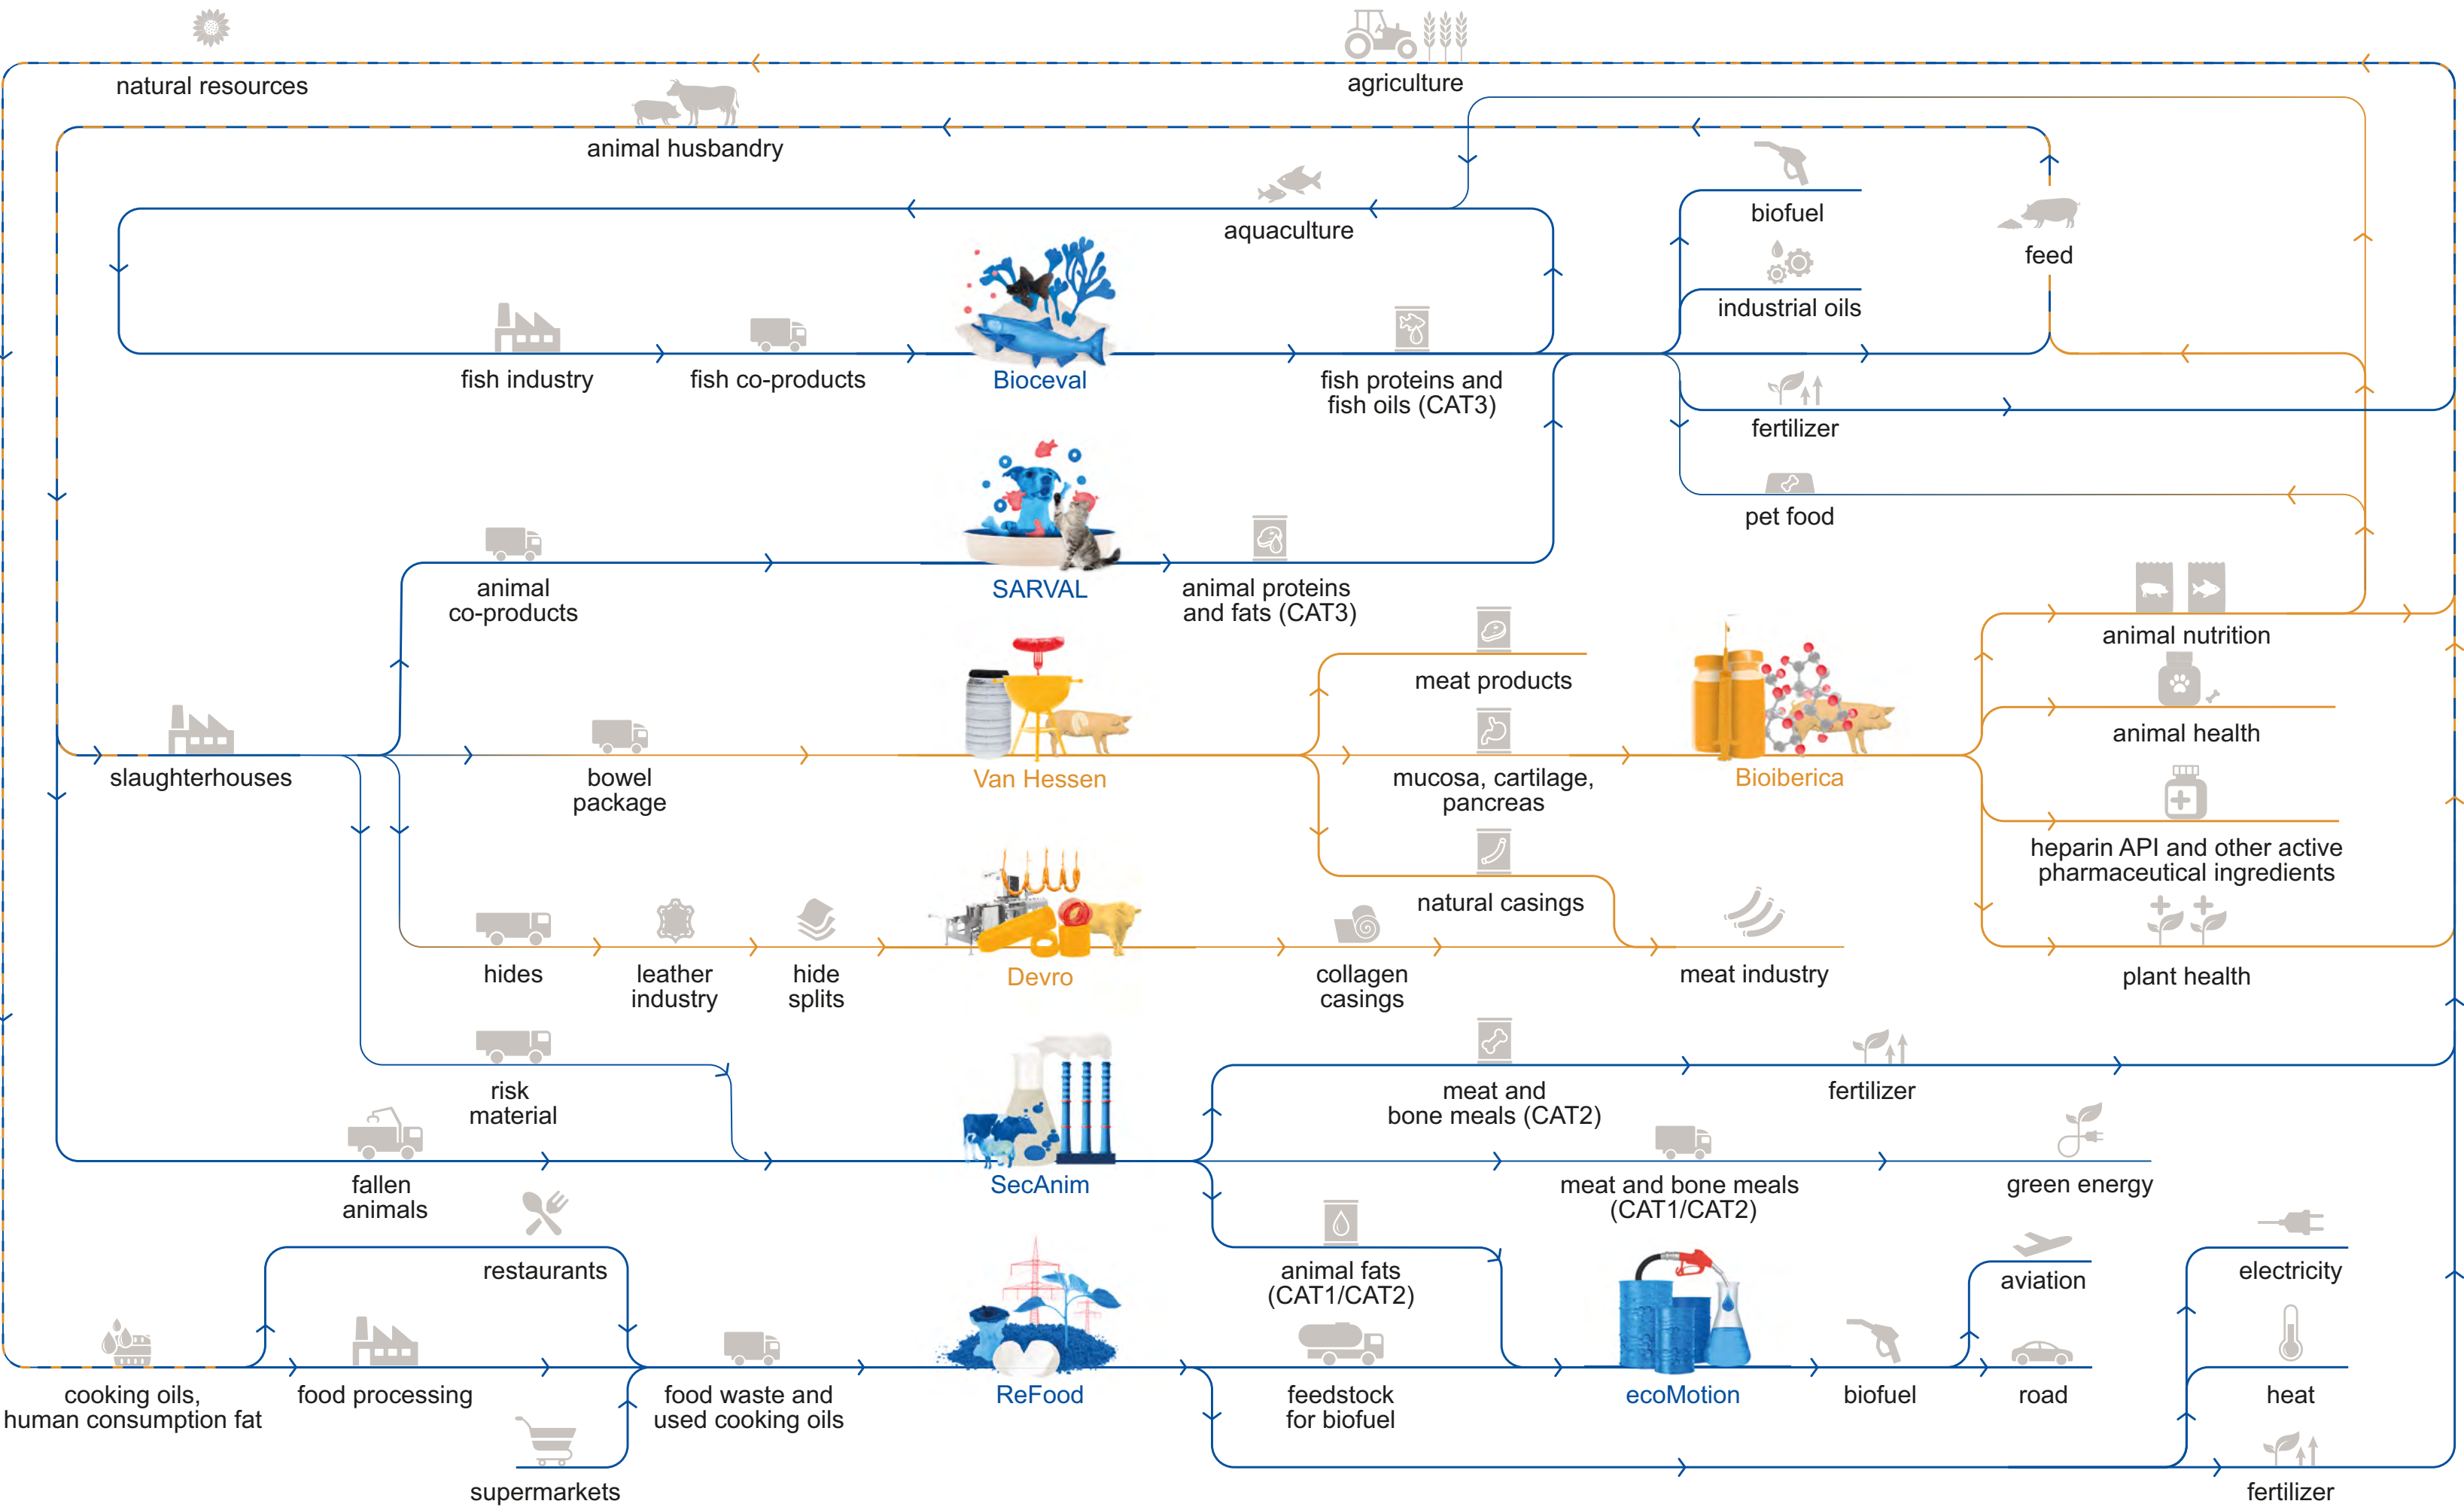 natural resources
agriculture
animal husbandry
biofuel
aquaculture
feed
industrial oils
fish industry
fish co-products
Bioceval
fish proteins and
fish oils (CAT3)
fertilizer
pet food
animal
co-products
SARVAL
animal proteins
and fats (CAT3)
animal nutrition
meat products
animal health
slaughterhouses
bowel
package
Van Hessen
mucosa, cartilage,
pancreas
Bioiberica
heparin API and other active
pharmaceutical ingredients
natural casings
hides
leather
industry
hide
splits
Devro
collagen
casings
meat industry
plant health
risk
material
meat and
bone meals (CAT2)
fertilizer
fallen
animals
SecAnim
meat and bone meals
(CAT1/CAT2)
green energy
restaurants
animal fats
(CAT1/CAT2)
aviation
electricity
cooking oils,
human consumption fat
food processing
food waste and
used cooking oils
ReFood
feedstock
for biofuel
ecoMotion
biofuel
road
heat
supermarkets
fertilizer